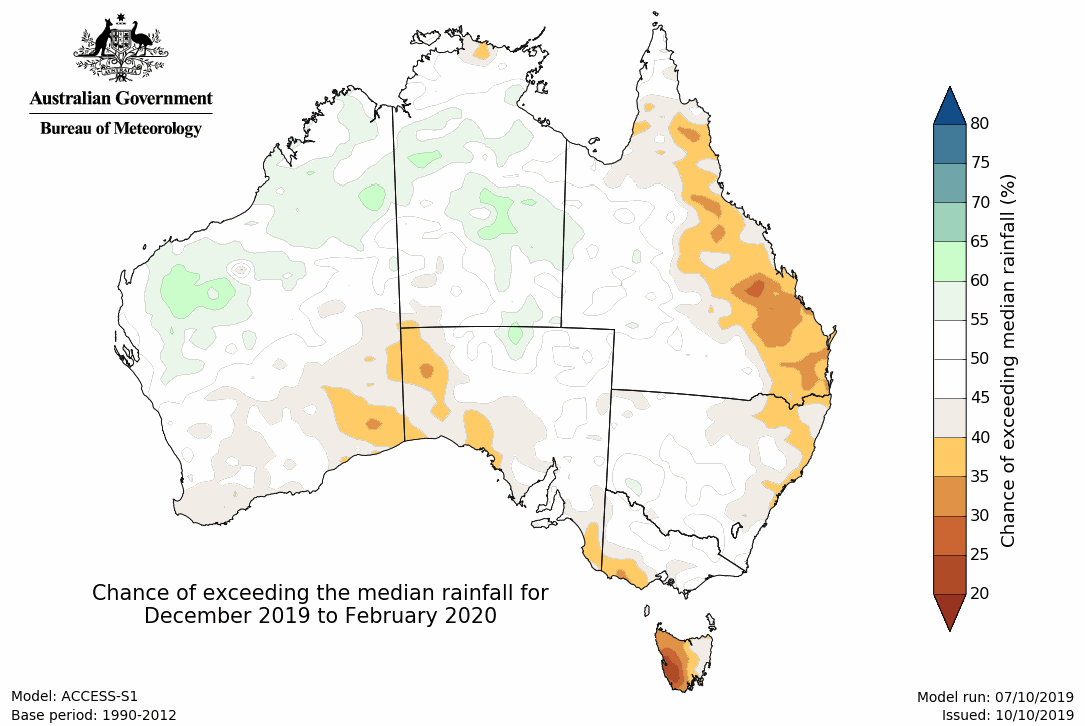 Australian Government
Bureau of Meteorology
80
75
70
65
60
55
50
45
40
35
30
25
20
Chance of exceeding median rainfall (%)
Chance of exceeding the median rainfall for
December 2019 to February 2020
Model: ACCESS-S1
Base period: 1990-2012
Model run: 07/10/2019
Issued: 10/10/2019